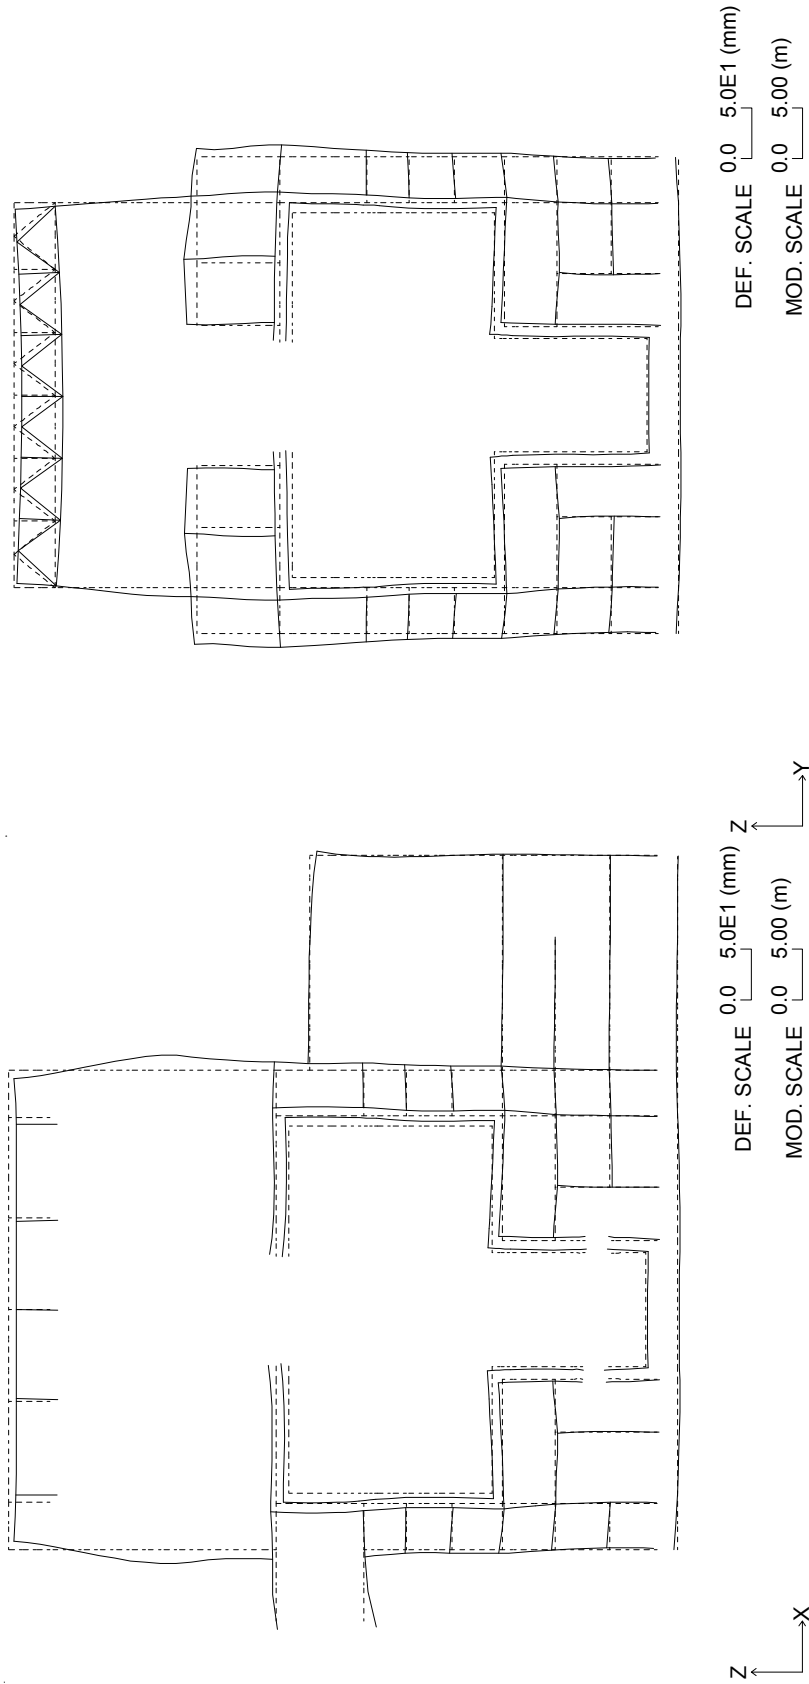 DEF. SCALE 0.0 5.0E1 (mm)
MOD. SCALE 0.0 5.00 (m)
Z
Y
DEF. SCALE 0.0 5.0E1 (mm)
MOD. SCALE 0.0 5.00 (m)
Z
X